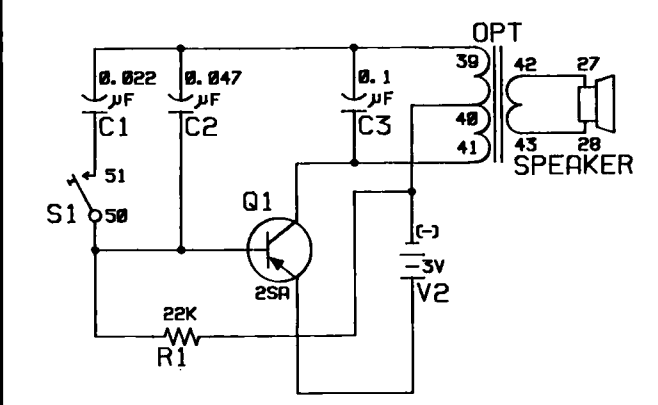 OPT
39
42
27
0.022
µF
C1
0.047
µF
C2
0.1
µF
C3
40
41
43
28
SPEAKER
51
S1
50
Q1
2SA
(-)
3V
V2
22K
R1